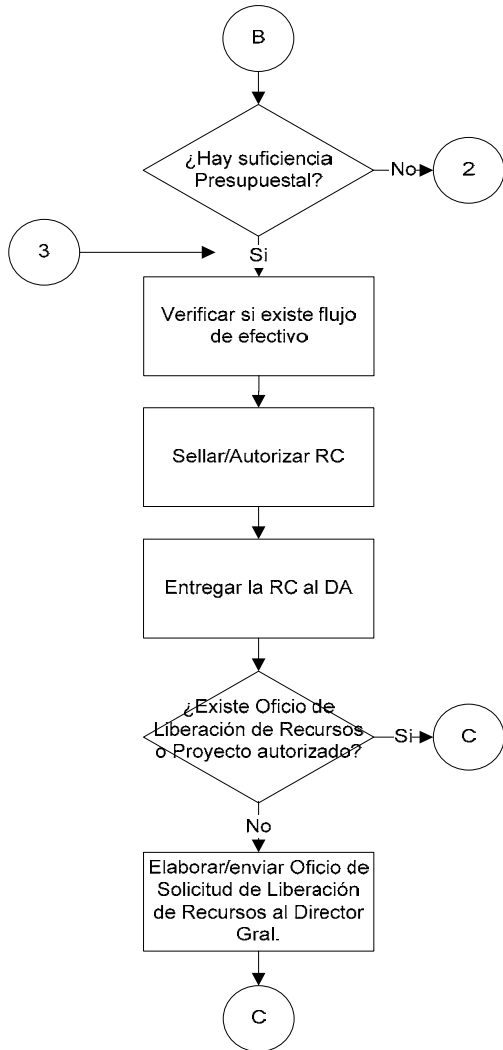 B
¿Hay suficiencia
Presupuestal?
No
2
3
Si
Verificar si existe flujo
de efectivo
Sellar/Autorizar RC
Entregar la RC al DA
¿Existe Oficio de
Liberación de Recursos
o Proyecto autorizado?
Si
C
No
Elaborar/enviar Oficio de
Solicitud de Liberación
de Recursos al Director
Gral.
C